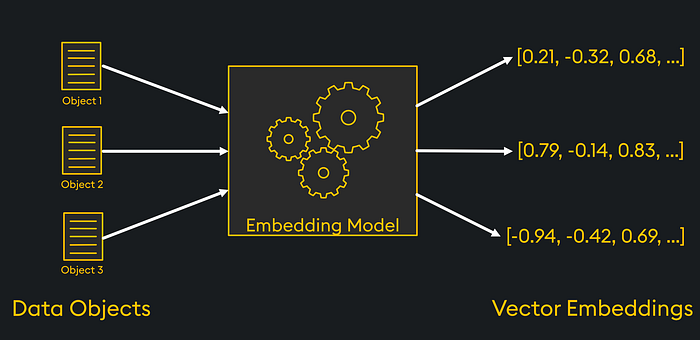 Object 1
Object 2
Object 3
Data Objects
Embedding Model
[0.21, -0.32, 0.68, ...]
[0.79, -0.14, 0.83, ...]
[-0.94, -0.42, 0.69, ...]
Vector Embeddings